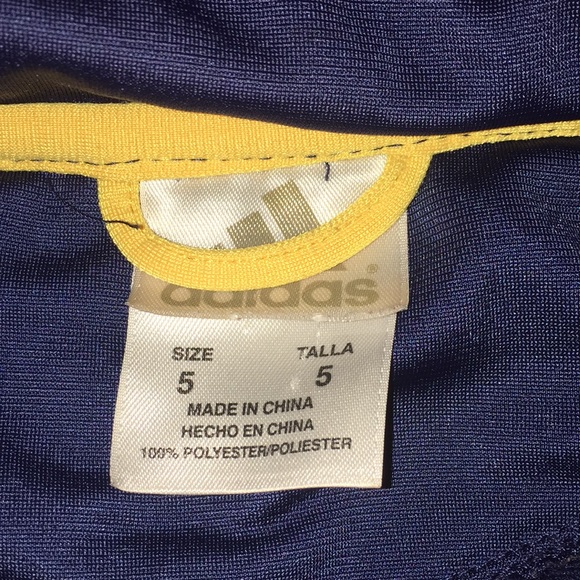 adidas
SIZE TALLA
5 5
MADE IN CHINA
HECHO EN CHINA
100% POLYESTER/POLIESTER